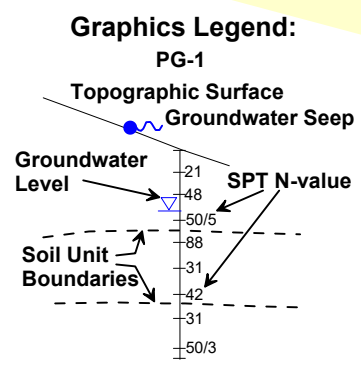 Graphics Legend:
PG-1
Topographic Surface
Groundwater Seep
Groundwater
Level
SPT N-value
Soil Unit
Boundaries
21
48
50/5
88
31
42
31
50/3